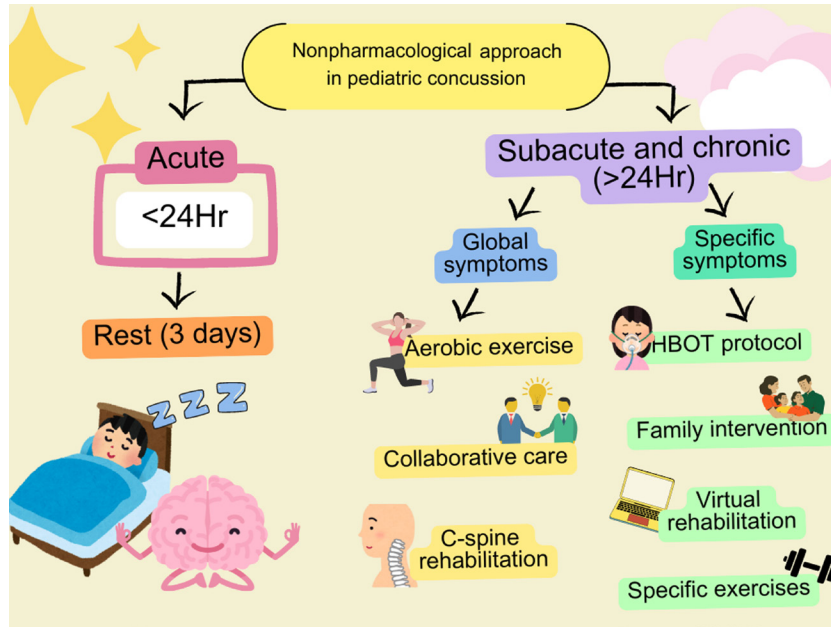 Nonpharmacological approach
in pediatric concussion
Acute
<24Hr
Rest (3 days)
zzz
Subacute and chronic
(>24Hr)
Global
symptoms
Aerobic exercise
Collaborative care
C-spine
rehabilitation
Specific
symptoms
HBOT protocol
Family intervention
Virtual
rehabilitation
Specific exercises